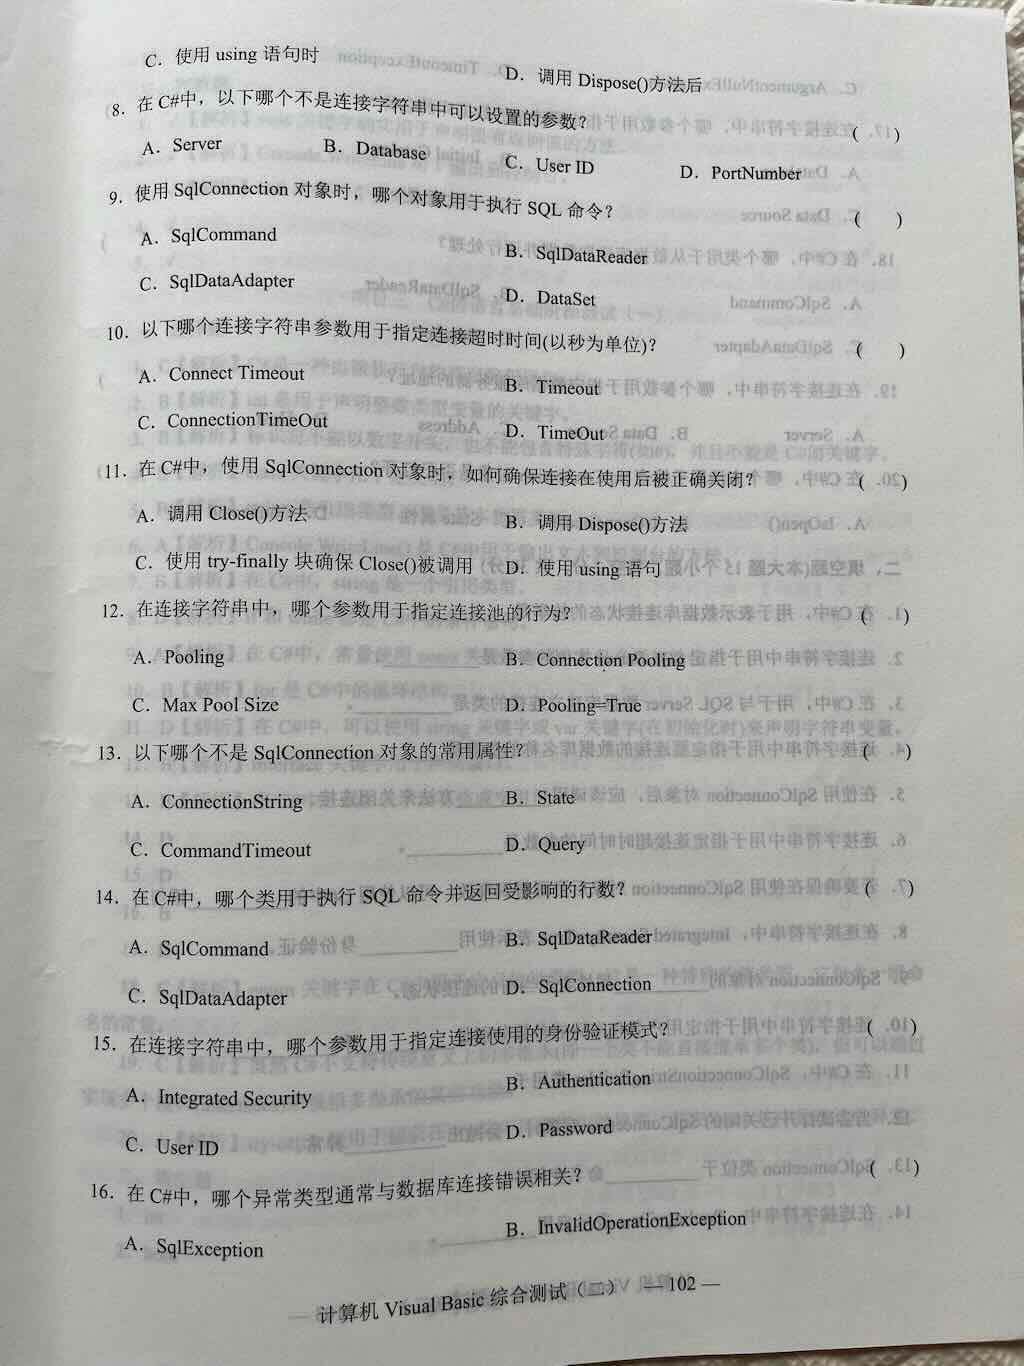 C．使用 using 语句时 D．调用 Dispose()方法后
8．在 C#中，以下哪个不是连接字符串中可以设置的参数？ ( )
A．Server B．Database C．User ID D．PortNumber
9．使用 SqlConnection 对象时，哪个对象用于执行 SQL 命令？ ( )
A．SqlCommand B．SqlDataReader
C．SqlDataAdapter D．DataSet
10．以下哪个连接字符串参数用于指定连接超时时间(以秒为单位)？ ( )
A．Connect Timeout B．Timeout
C．ConnectionTimeOut D．TimeOut
11．在 C#中，使用 SqlConnection 对象时，如何确保连接在使用后被正确关闭？ ( )
A．调用 Close()方法 B．调用 Dispose()方法
C．使用 try-finally 块确保 Close()被调用 D．使用 using 语句
12．在连接字符串中，哪个参数用于指定连接池的行为？ ( )
A．Pooling B．Connection Pooling
C．Max Pool Size D．Pooling=True
13．以下哪个不是 SqlConnection 对象的常用属性？ ( )
A．ConnectionString B．State
C．CommandTimeout D．Query
14．在 C#中，哪个类用于执行 SQL 命令并返回受影响的行数？ ( )
A．SqlCommand B．SqlDataReader
C．SqlDataAdapter D．SqlConnection
15．在连接字符串中，哪个参数用于指定连接使用的身份验证模式？ ( )
A．Integrated Security B．Authentication
C．User ID D．Password
16．在 C#中，哪个异常类型通常与数据库连接错误相关？ ( )
A．SqlException B．InvalidOperationException
— 计算机 Visual Basic 综合测试（二） — 102 —